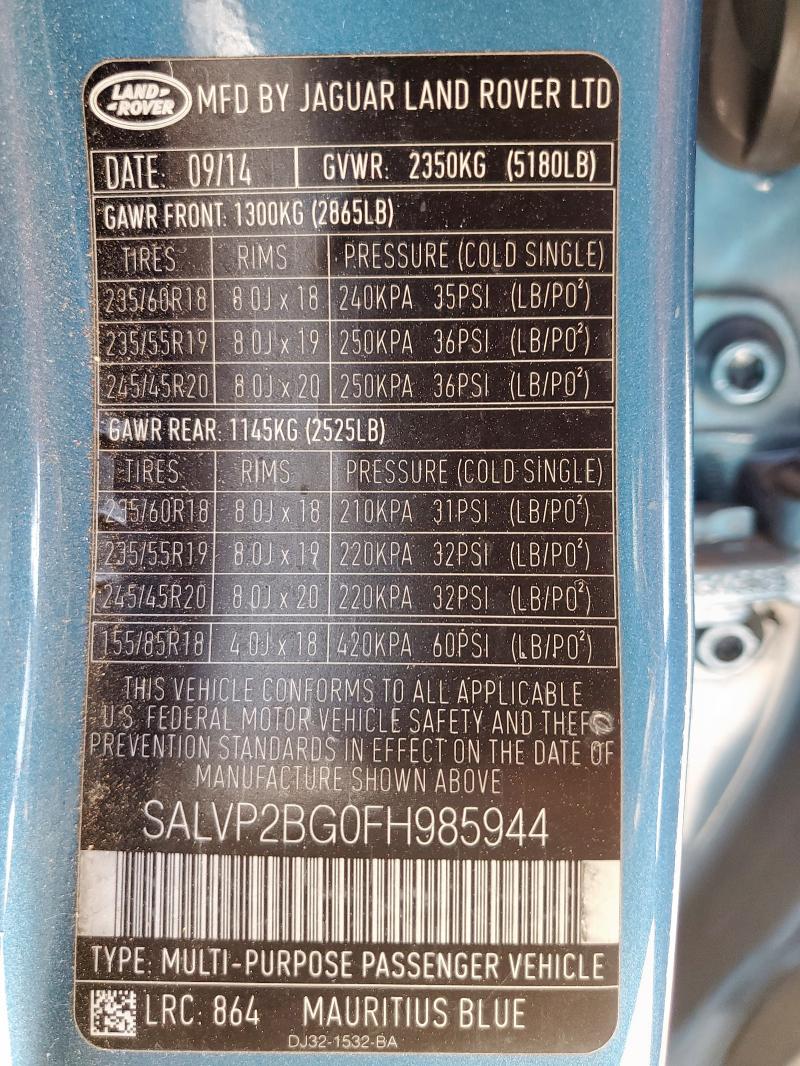 LAND-
-ROVER
MFD BY JAGUAR LAND ROVER LTD
DATE: 09/14 GVWR: 2350KG (5180LB)
GAWR FRONT: 1300KG (2865LB)
TIRES RIMS PRESSURE (COLD SINGLE)
235/60R18 8.0J x 18 240KPA 35PSI (LB/PO²)
235/55R19 8.0J x 19 250KPA 36PSI (LB/PO²)
245/45R20 8.0J x 20 250KPA 36PSI (LB/PO²)
GAWR REAR: 1145KG (2525LB)
TIRES RIMS PRESSURE (COLD SINGLE)
235/60R18 8.0J x 18 210KPA 31PSI (LB/PO²)
235/55R19 8.0J x 19 220KPA 32PSI (LB/PO²)
245/45R20 8.0J x 20 220KPA 32PSI (LB/PO²)
155/85R18 4.0J x 18 420KPA 60PSI (LB/PO²)
THIS VEHICLE CONFORMS TO ALL APPLICABLE
U.S. FEDERAL MOTOR VEHICLE SAFETY AND THEFT
PREVENTION STANDARDS IN EFFECT ON THE DATE OF
MANUFACTURE SHOWN ABOVE
SALVP2BG0FH985944
TYPE: MULTI-PURPOSE PASSENGER VEHICLE
LRC: 864 MAURITIUS BLUE
DJ32-1532-BA